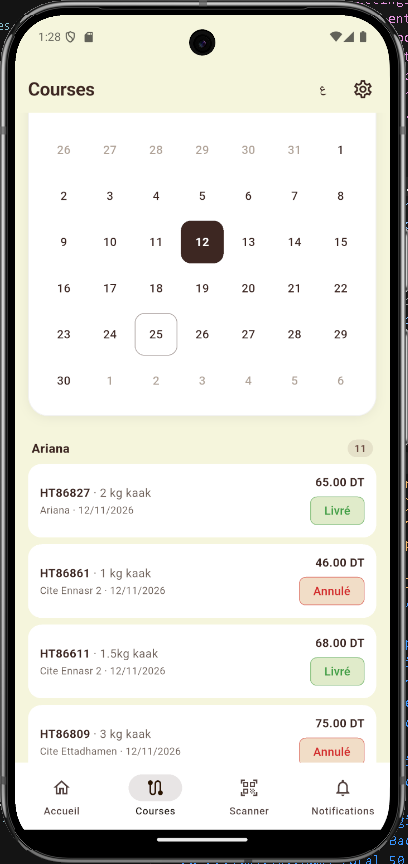 1:28
Courses ع
26 27 28 29 30 31 1
2 3 4 5 6 7 8
9 10 11 12 13 14 15
16 17 18 19 20 21 22
23 24 25 26 27 28 29
30 1 2 3 4 5 6
Ariana 11
65.00 DT
HT86827 · 2 kg kaak
Ariana · 12/11/2026
Livré
46.00 DT
HT86861 · 1 kg kaak
Cite Ennasr 2 · 12/11/2026
Annulé
68.00 DT
HT86611 · 1.5kg kaak
Cite Ennasr 2 · 12/11/2026
Livré
75.00 DT
HT86809 · 3 kg kaak
Cite Ettadhamen · 12/11/2026
Annulé
Accueil Courses Scanner Notifications